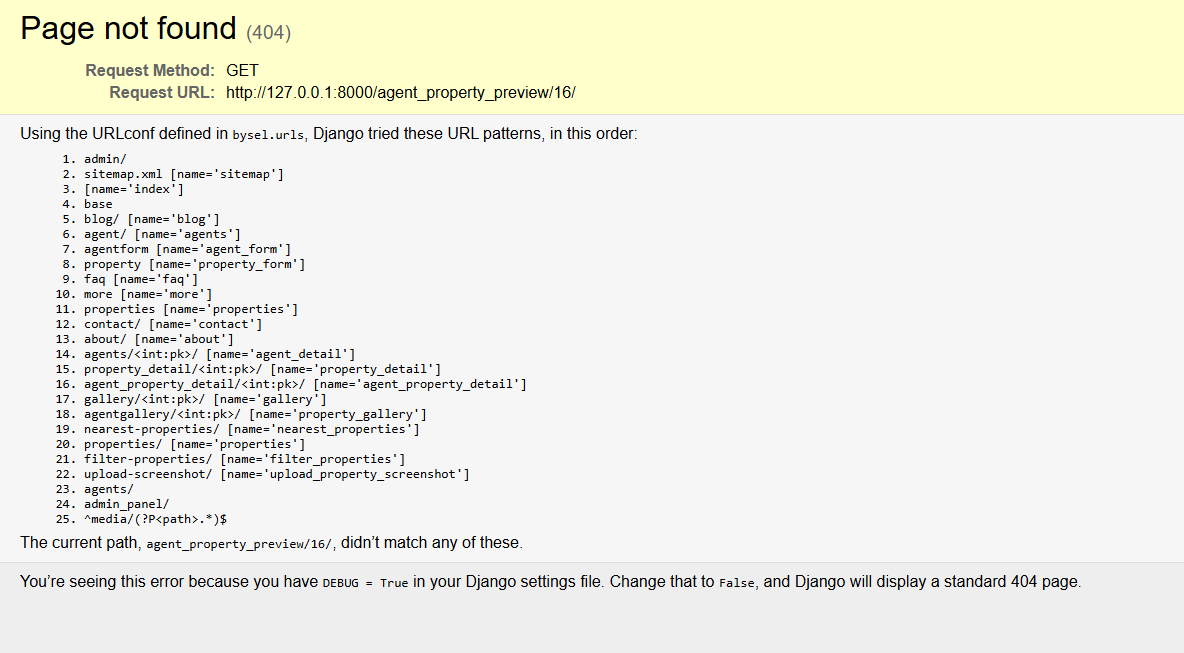 Page not found (404)
Request Method: GET
Request URL: http://127.0.0.1:8000/agent_property_preview/16/
Using the URLconf defined in bysel.urls, Django tried these URL patterns, in this order:
1. admin/
2. sitemap.xml [name='sitemap']
3. [name='index']
4. base
5. blog/ [name='blog']
6. agent/ [name='agents']
7. agentform [name='agent_form']
8. property [name='property_form']
9. faq [name='faq']
10. more [name='more']
11. properties [name='properties']
12. contact/ [name='contact']
13. about/ [name='about']
14. agents/<int:pk>/ [name='agent_detail']
15. property_detail/<int:pk>/ [name='property_detail']
16. agent_property_detail/<int:pk>/ [name='agent_property_detail']
17. gallery/<int:pk>/ [name='gallery']
18. agentgallery/<int:pk>/ [name='property_gallery']
19. nearest-properties/ [name='nearest_properties']
20. properties/ [name='properties']
21. filter-properties/ [name='filter_properties']
22. upload-screenshot/ [name='upload_property_screenshot']
23. agents/
24. admin_panel/
25. ^media/(?P<path>.*)$
The current path, agent_property_preview/16/, didn’t match any of these.
You’re seeing this error because you have DEBUG = True in your Django settings file. Change that to False, and Django will display a standard 404 page.